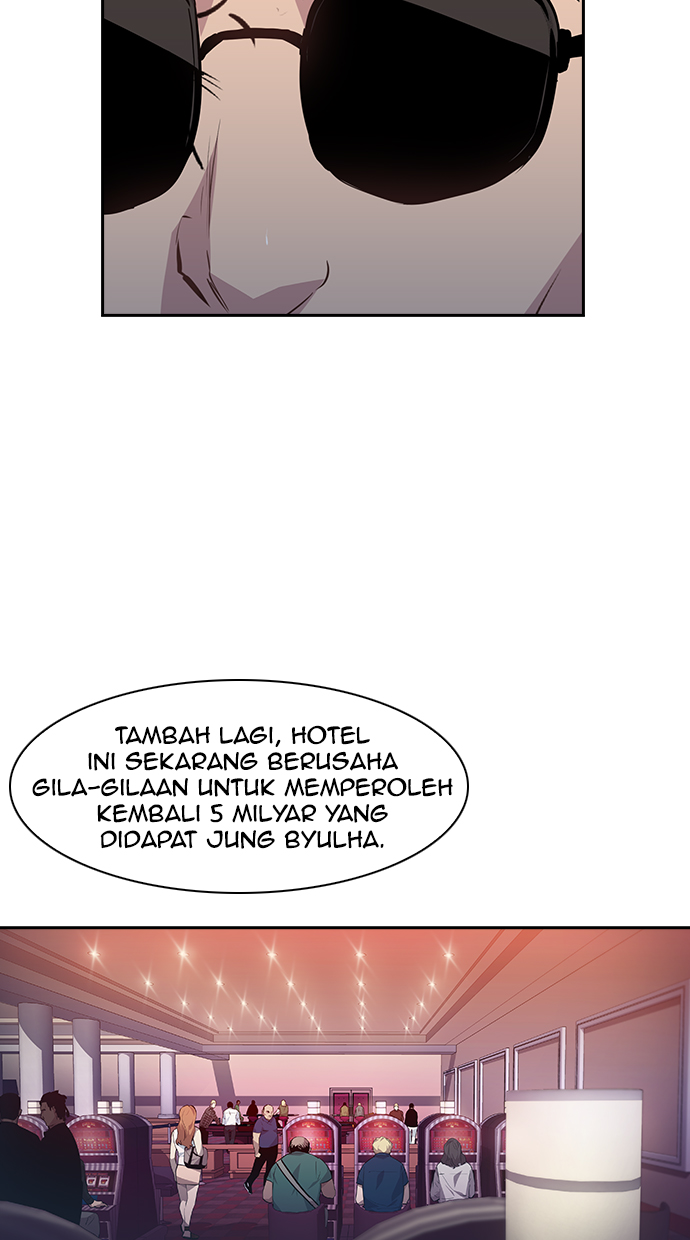 TAMBAH LAGI, HOTEL
INI SEKARANG BERUSAHA
GILA-GILAAN UNTUK MEMPEROLEH
KEMBALI 5 MILYAR YANG
DIDAPAT JUNG BYULHA.